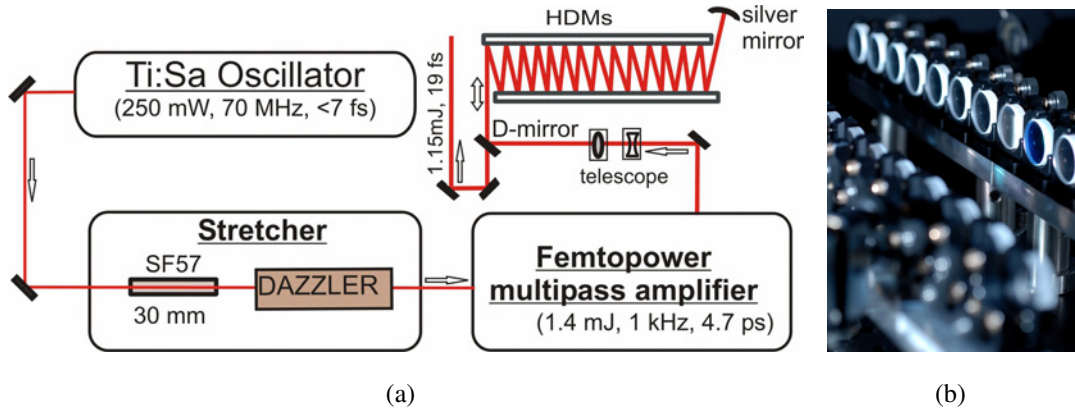 HDMs
silver
mirror
Ti:Sa Oscillator
(250 mW, 70 MHz, <7 fs)
1.15mJ, 19 fs
D-mirror
telescope
Stretcher
SF57
DAZZLER
30 mm
Femtopower
multipass amplifier
(1.4 mJ, 1 kHz, 4.7 ps)
(a)
(b)